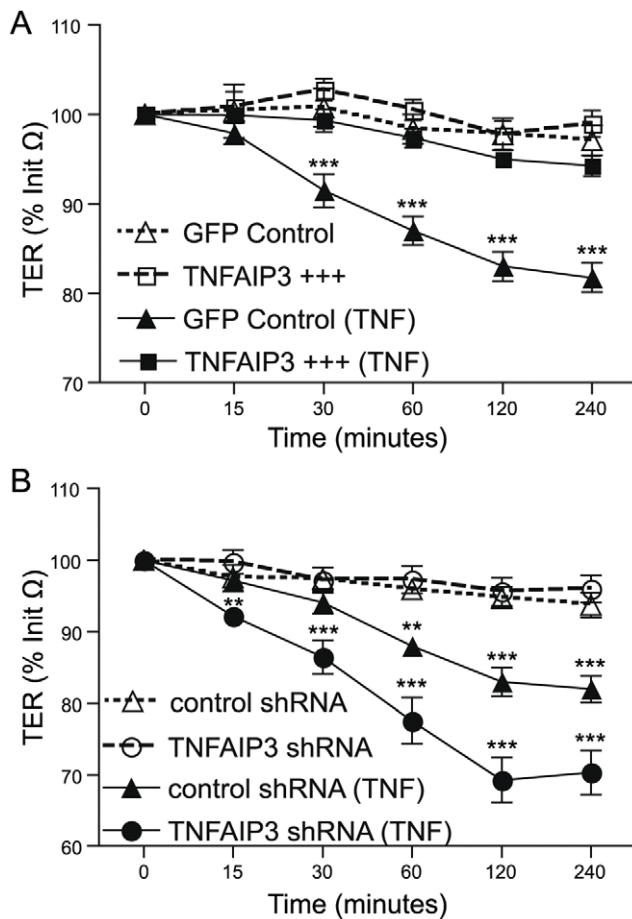 A
110
100
90
80
70
TER (% Init Ω)
***
***
***
***
GFP Control
TNFAIP3 +++
GFP Control (TNF)
TNFAIP3 +++ (TNF)
0 15 30 60 120 240
Time (minutes)
B
110
100
90
80
70
60
TER (% Init Ω)
**
***
**
***
***
***
***
***
control shRNA
TNFAIP3 shRNA
control shRNA (TNF)
TNFAIP3 shRNA (TNF)
0 15 30 60 120 240
Time (minutes)